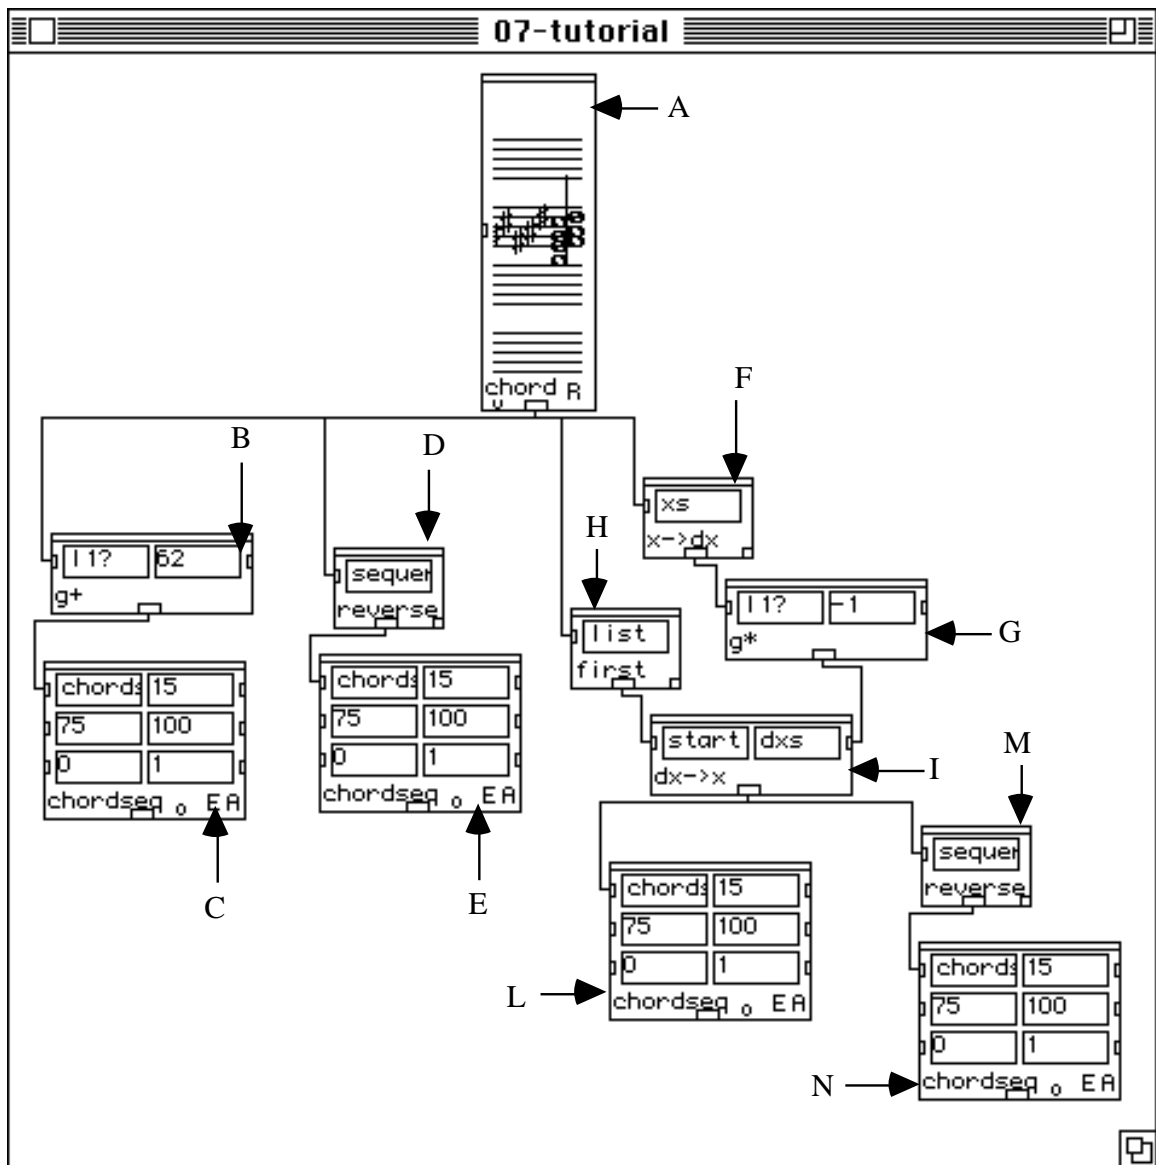 07-tutorial
A
chord R
υ
F
B
D
xs
H
x->dx
l1? 62
sequer
g+
reverse
l1? -1
list
G
g*
first
chords 15
chords 15
75 100
75 100
start dxs
M
0 1
0 1
dx->x
I
chordseq o EA
chordseq o EA
sequer
chords 15
reverse
C
E
75 100
0 1
chords 15
L
chordseq o EA
75 100
0 1
N
chordseq o EA